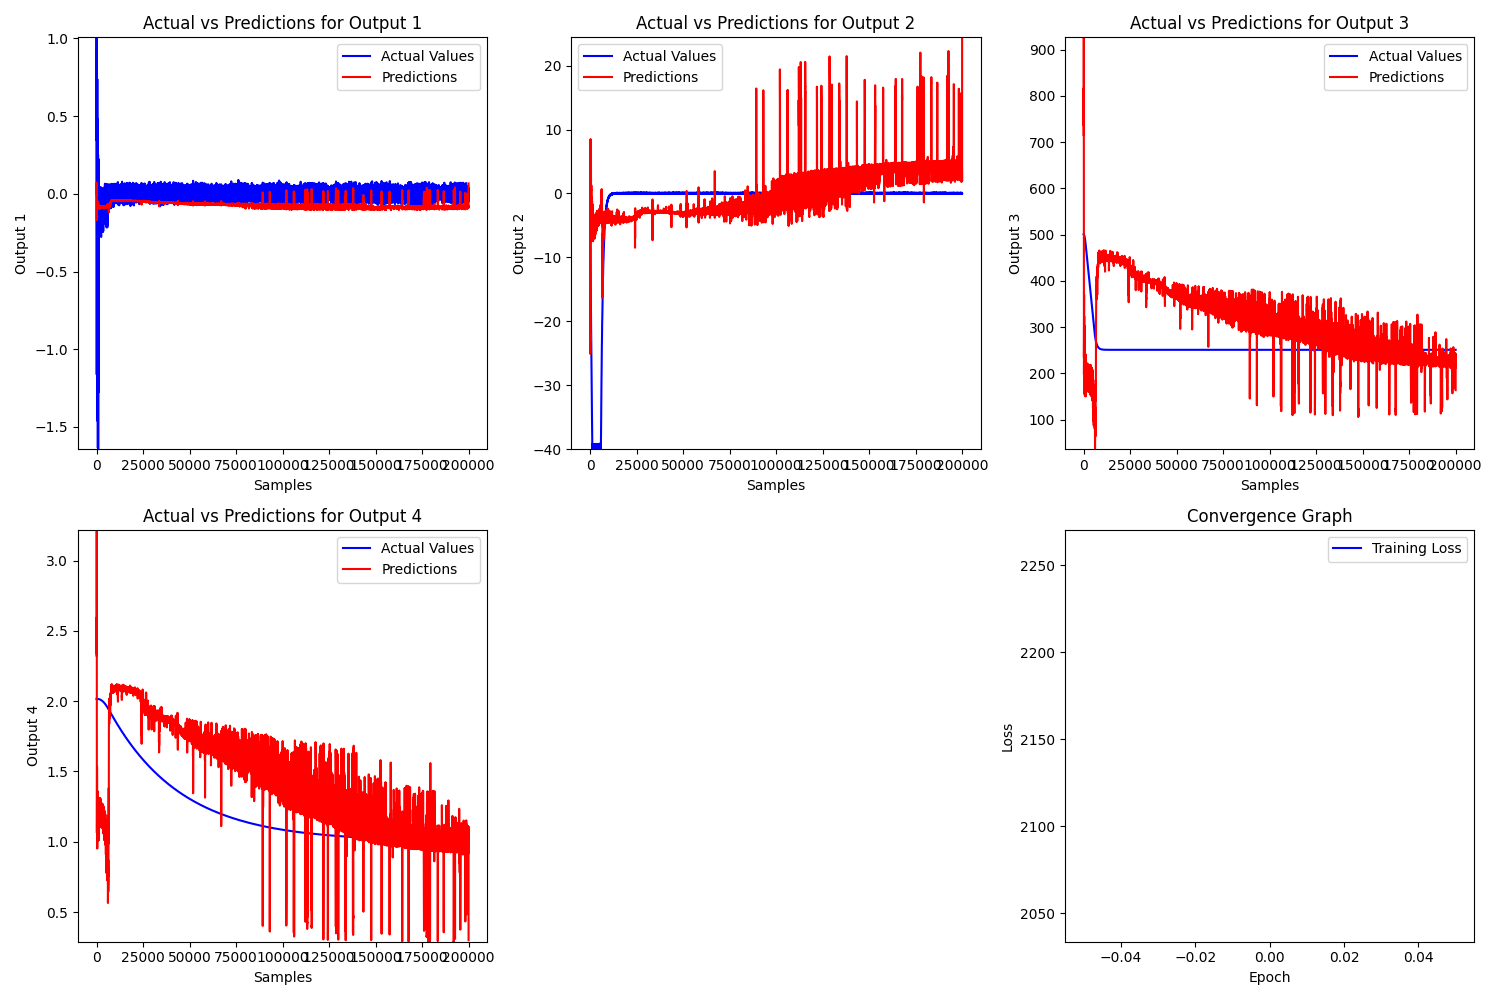 Actual vs Predictions for Output 1
Actual Values
Predictions
1.0
0.5
0.0
−0.5
−1.0
−1.5
Output 1
0 25000 50000 75000 100000 125000 150000 175000 200000
Samples
Actual vs Predictions for Output 2
Actual Values
Predictions
20
10
0
−10
−20
−30
−40
Output 2
0 25000 50000 75000 100000 125000 150000 175000 200000
Samples
Actual vs Predictions for Output 3
Actual Values
Predictions
900
800
700
600
500
400
300
200
100
Output 3
0 25000 50000 75000 100000 125000 150000 175000 200000
Samples
Actual vs Predictions for Output 4
Actual Values
Predictions
3.0
2.5
2.0
1.5
1.0
0.5
Output 4
0 25000 50000 75000 100000 125000 150000 175000 200000
Samples
Convergence Graph
Training Loss
2250
2200
2150
2100
2050
Loss
−0.04 −0.02 0.00 0.02 0.04
Epoch